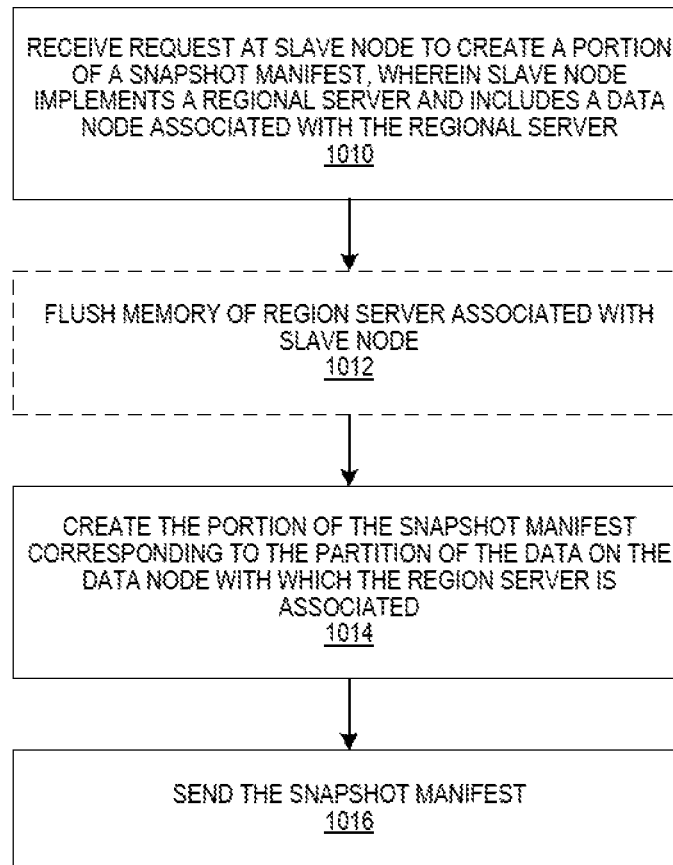 RECEIVE REQUEST AT SLAVE NODE TO CREATE A PORTION
OF A SNAPSHOT MANIFEST, WHEREIN SLAVE NODE
IMPLEMENTS A REGIONAL SERVER AND INCLUDES A DATA
NODE ASSOCIATED WITH THE REGIONAL SERVER
1010
FLUSH MEMORY OF REGION SERVER ASSOCIATED WITH
SLAVE NODE
1012
CREATE THE PORTION OF THE SNAPSHOT MANIFEST
CORRESPONDING TO THE PARTITION OF THE DATA ON THE
DATA NODE WITH WHICH THE REGION SERVER IS
ASSOCIATED
1014
SEND THE SNAPSHOT MANIFEST
1016